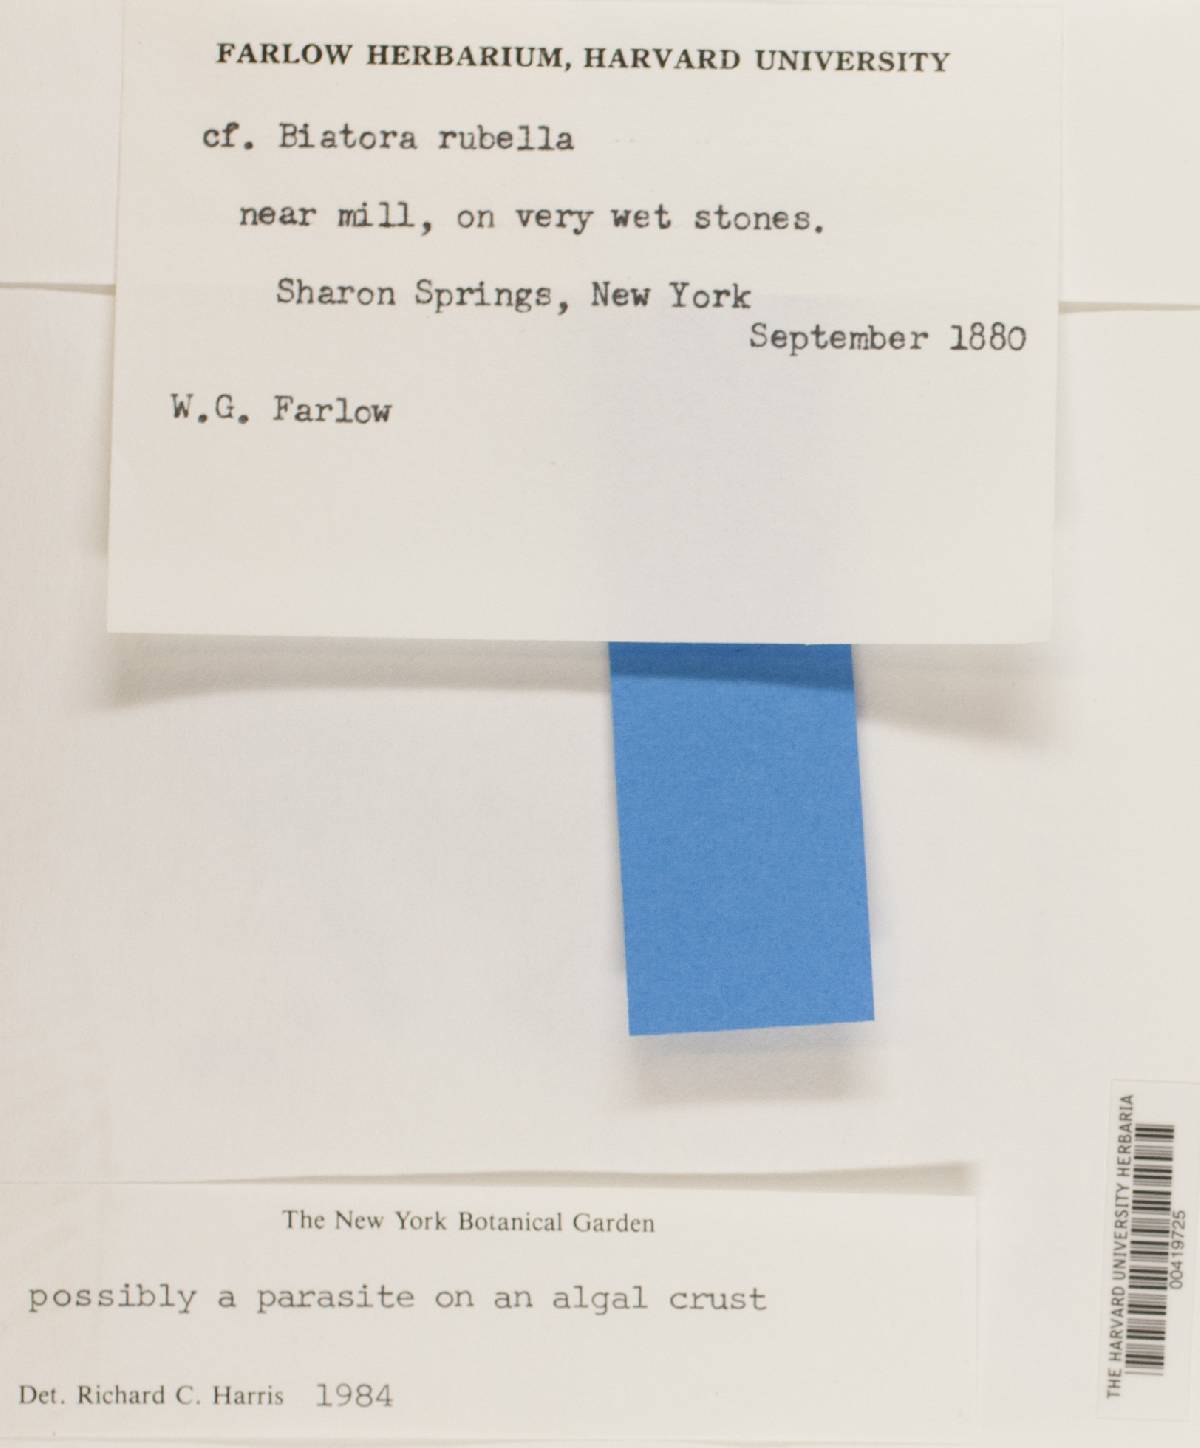 FARLOW HERBARIUM, HARVARD UNIVERSITY
cf. Biatora rubella
near mill, on very wet stones.
Sharon Springs, New York
September 1880
W.G. Farlow
The New York Botanical Garden
possibly a parasite on an algal crust
Det. Richard C. Harris 1984
THE HARVARD UNIVERSITY HERBARIA
00419725